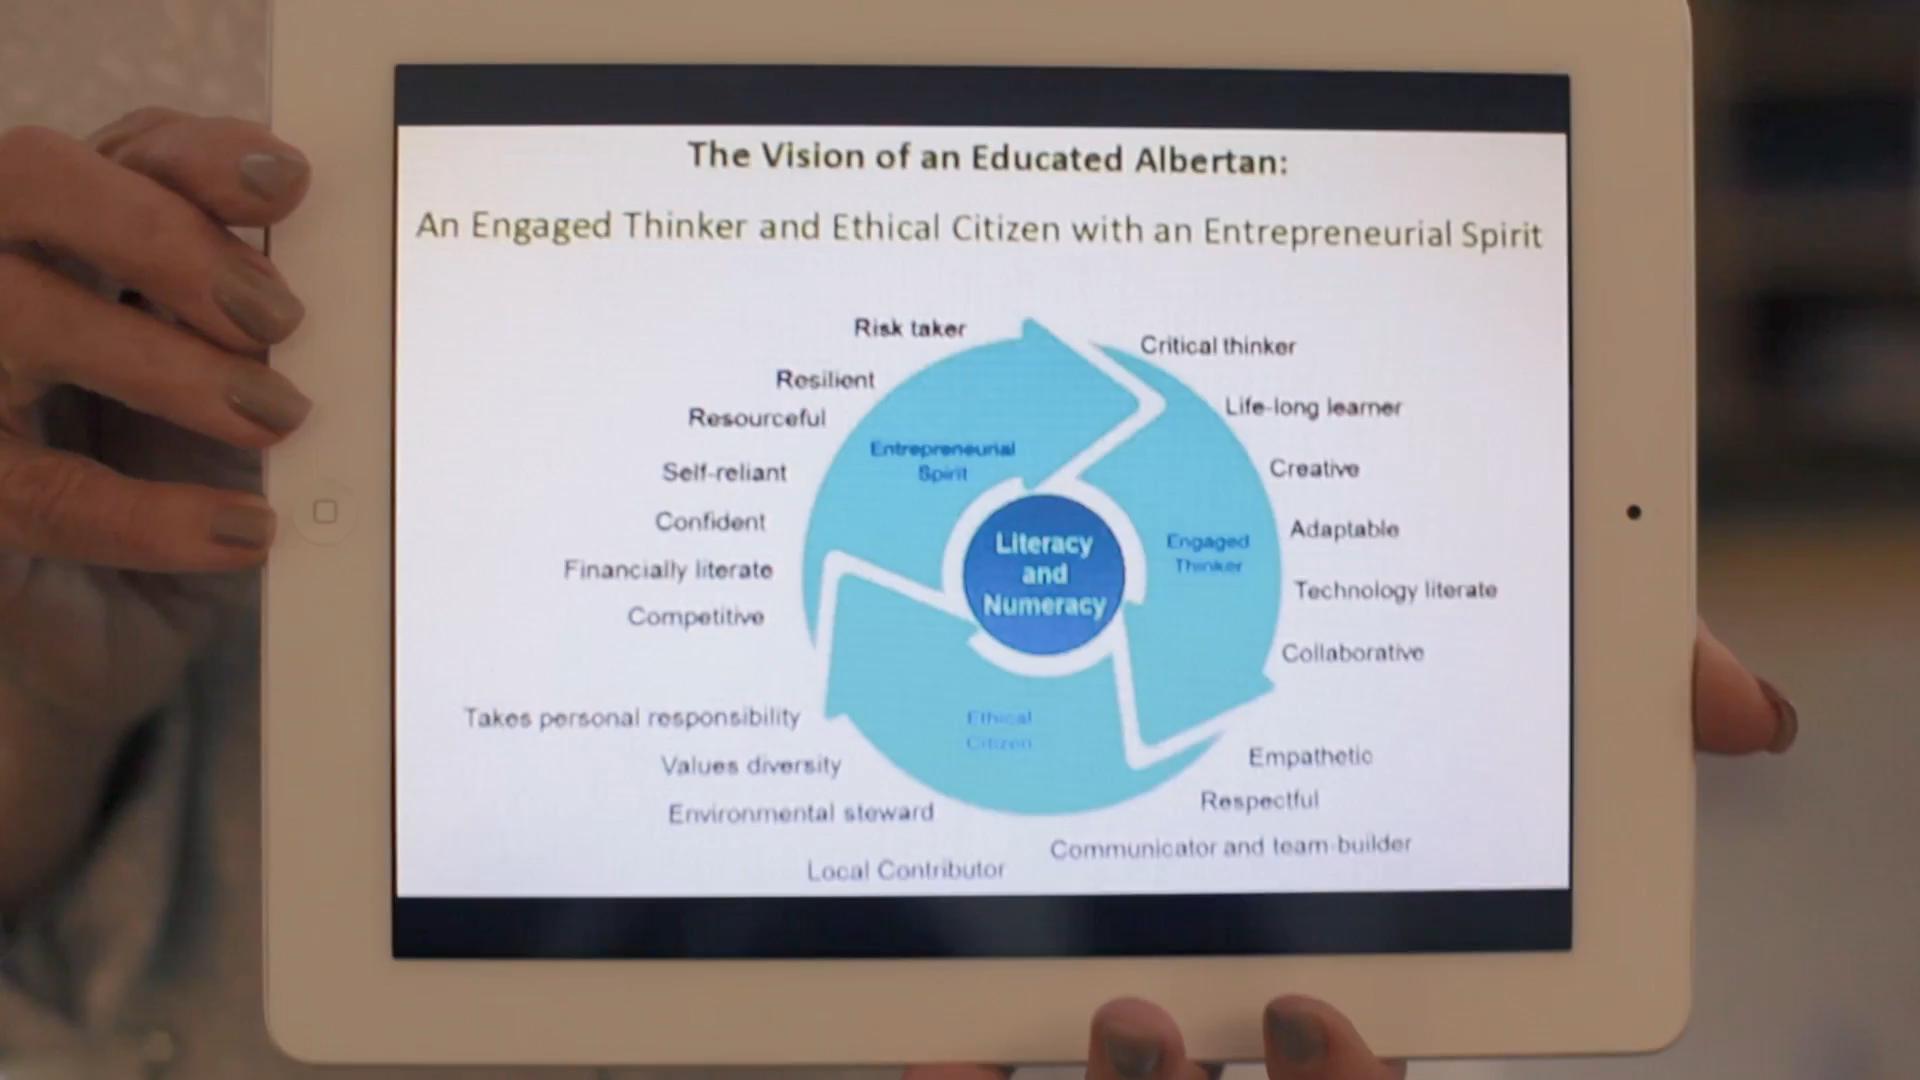 The Vision of an Educated Albertan:
An Engaged Thinker and Ethical Citizen with an Entrepreneurial Spirit
Risk taker
Resilient
Resourceful
Self-reliant
Confident
Financially literate
Competitive
Critical thinker
Life-long learner
Creative
Adaptable
Technology literate
Collaborative
Entrepreneurial
Spirit
Engaged
Thinker
Literacy
and
Numeracy
Ethical
Citizen
Takes personal responsibility
Values diversity
Environmental steward
Local Contributor
Empathetic
Respectful
Communicator and team-builder